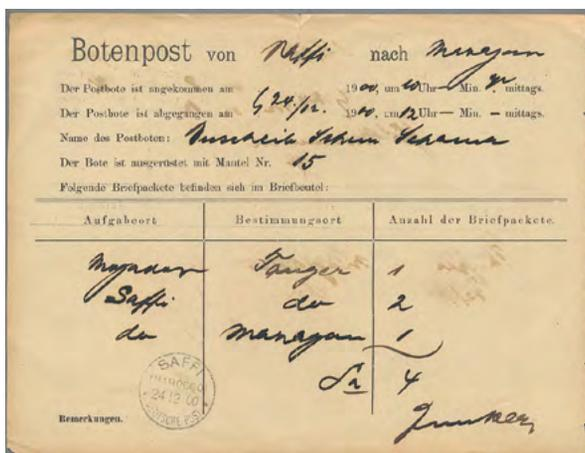 Botenpost von Saffi nach Mazagan
Der Postbote ist angekommen am 1900, um 10 Uhr — Min. mittags.
Der Postbote ist abgegangen am 24./12. 1900, um 12 Uhr — Min. — mittags.
Name des Postboten:
Der Bote ist ausgerüstet mit Mantel Nr. 15
Folgende Briefpackete befinden sich im Briefbeutel:
Aufgabeort Bestimmungsort Anzahl der Briefpackete.
Mogador Tanger 1
Saffi do 2
do Mazagan 1
Sa 4
SAFFI
MAROCCO
24 12 00
DEUTSCHE POST
Bemerkungen.